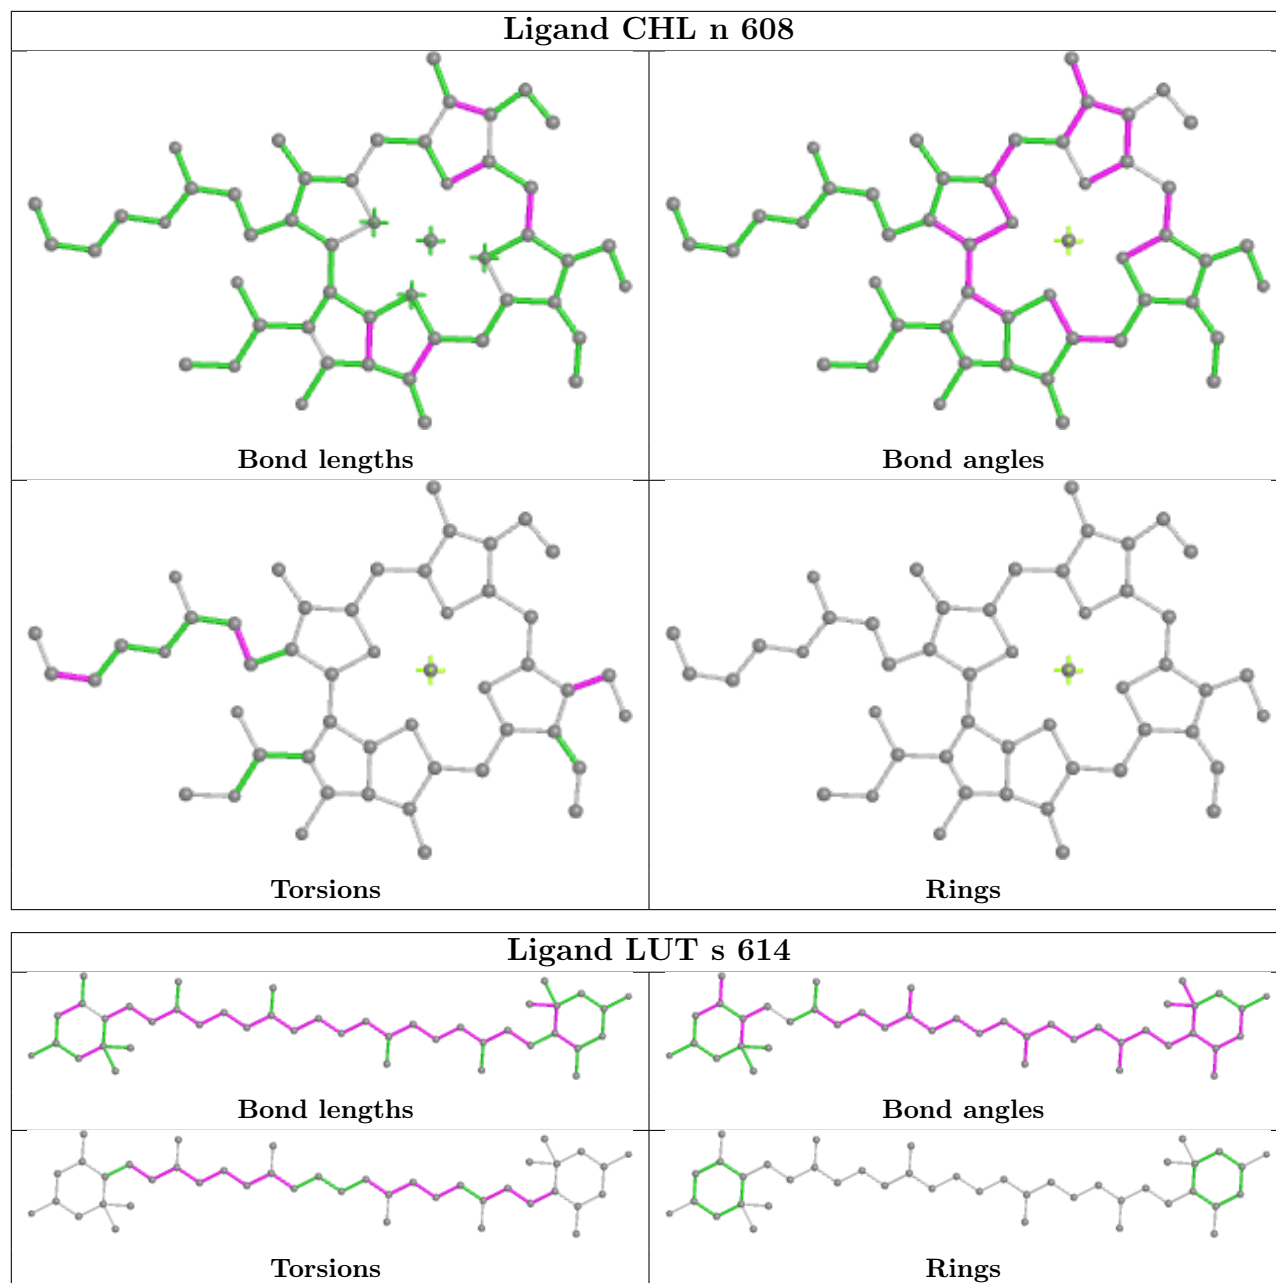 Ligand CHL n 608
Bond lengths
Bond angles
Torsions
Rings
Ligand LUT s 614
Bond lengths
Bond angles
Torsions
Rings